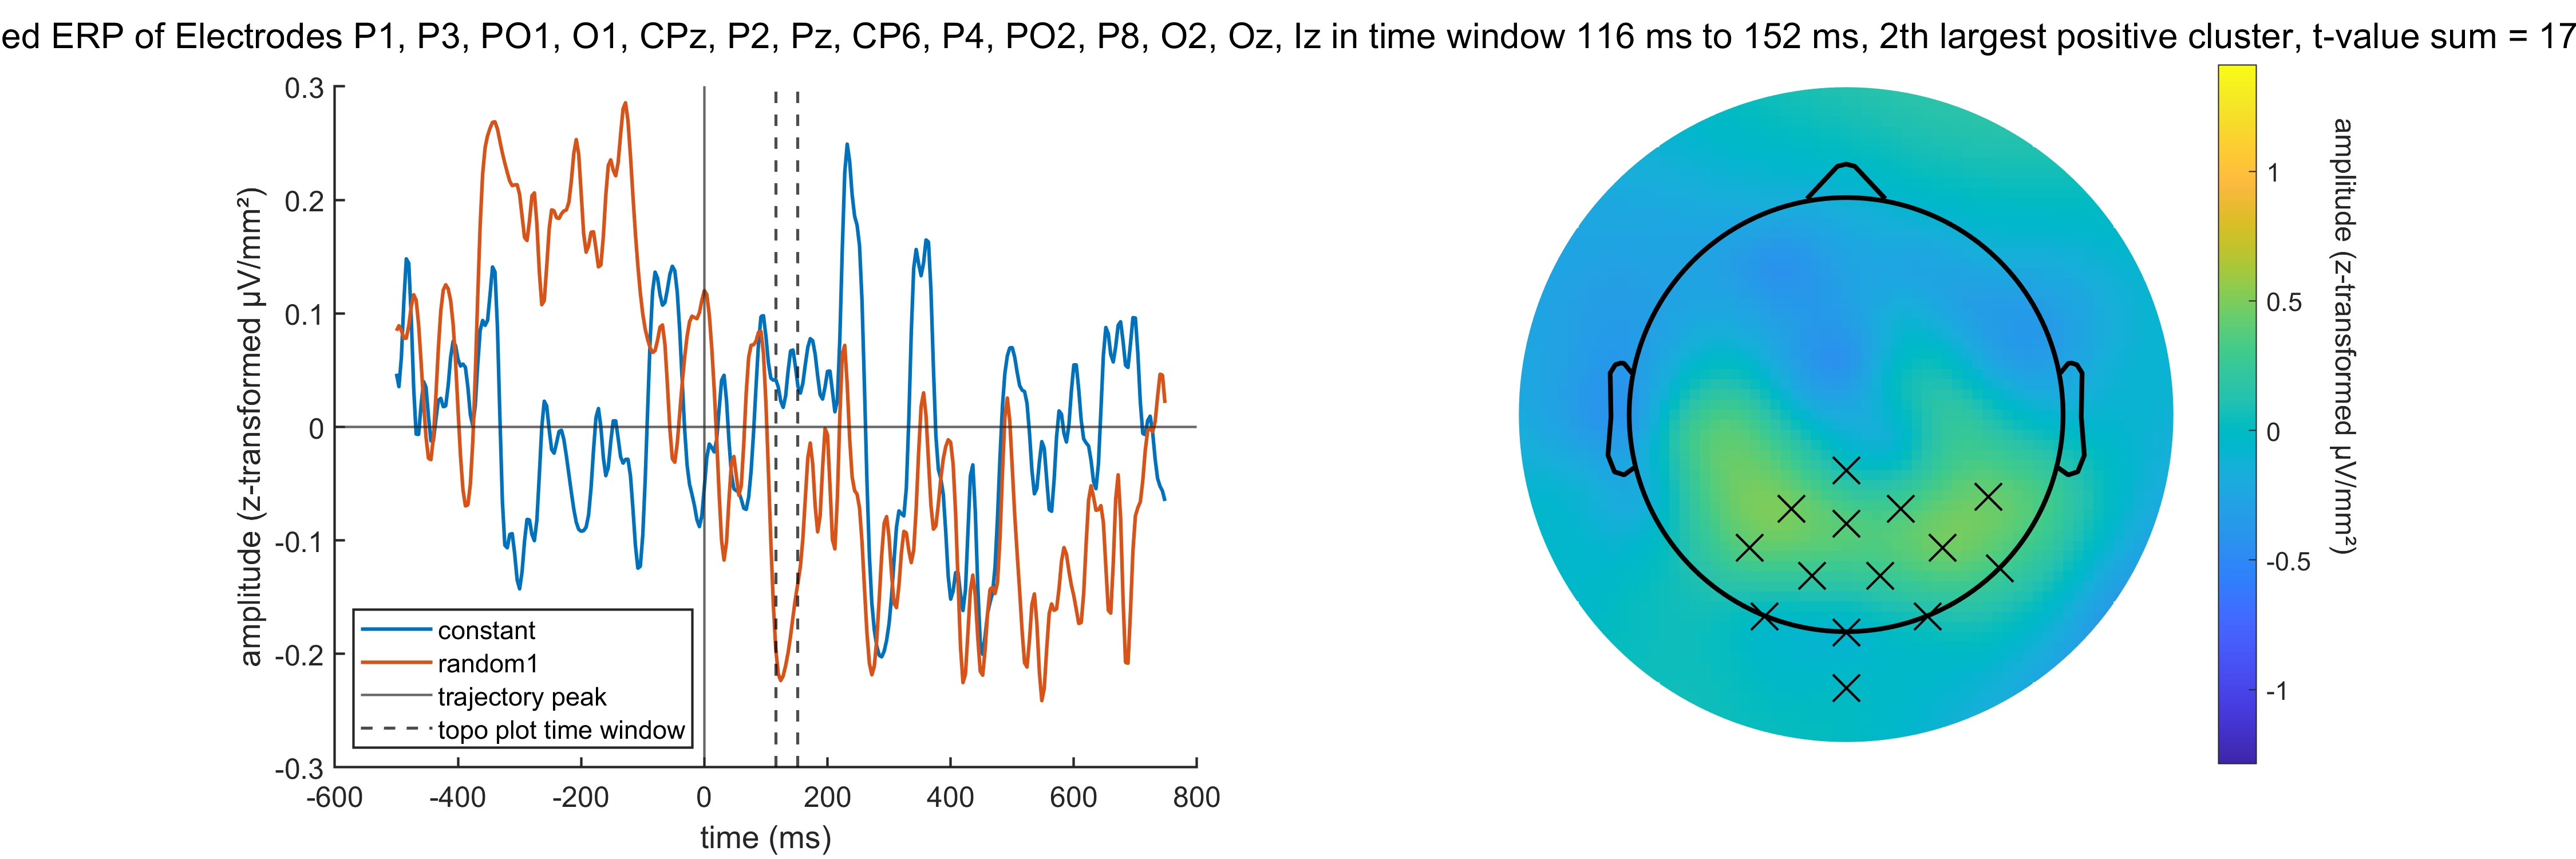 ed ERP of Electrodes P1, P3, PO1, O1, CPz, P2, Pz, CP6, P4, PO2, P8, O2, Oz, Iz in time window 116 ms to 152 ms, 2th largest positive cluster, t-value sum = 17
amplitude (z-transformed µV/mm²)
0.3
0.2
0.1
0
-0.1
-0.2
-0.3
-600
-400
-200
0
200
400
600
800
time (ms)
constant
random1
trajectory peak
topo plot time window
1
0.5
0
-0.5
-1
amplitude (z-transformed µV/mm²)